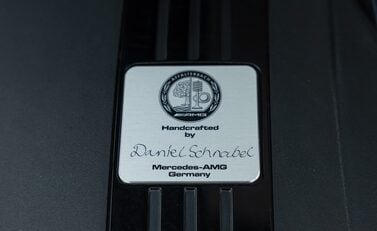 AFFALTERBACH
AMG
Handcrafted
by
Daniel Schnabel
Mercedes-AMG
Germany